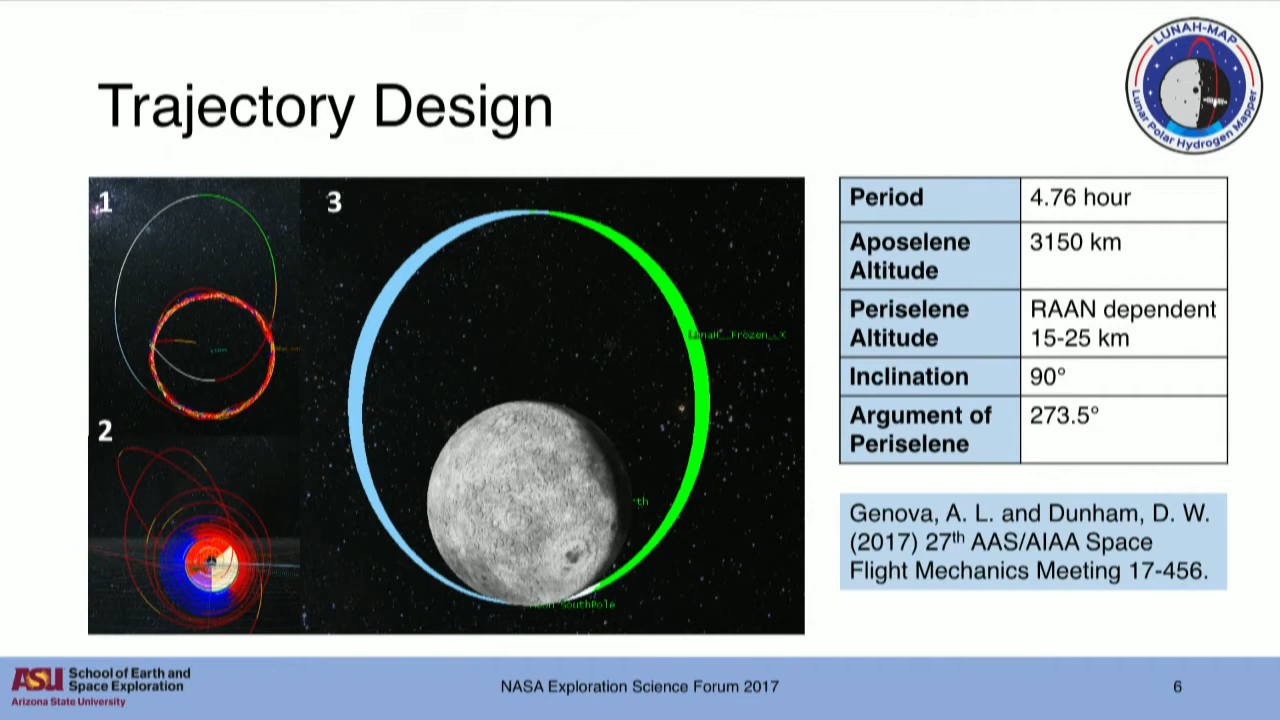 Trajectory Design
LUNAH-MAP
Lunar Polar Hydrogen Mapper
1
2
3
LunaH__Frozen__X
th
SouthPole
Period 4.76 hour
Aposelene 3150 km
Altitude
Periselene RAAN dependent
Altitude 15-25 km
Inclination 90°
Argument of 273.5°
Periselene
Genova, A. L. and Dunham, D. W.
(2017) 27th AAS/AIAA Space
Flight Mechanics Meeting 17-456.
ASU School of Earth and
Space Exploration
Arizona State University
NASA Exploration Science Forum 2017
6